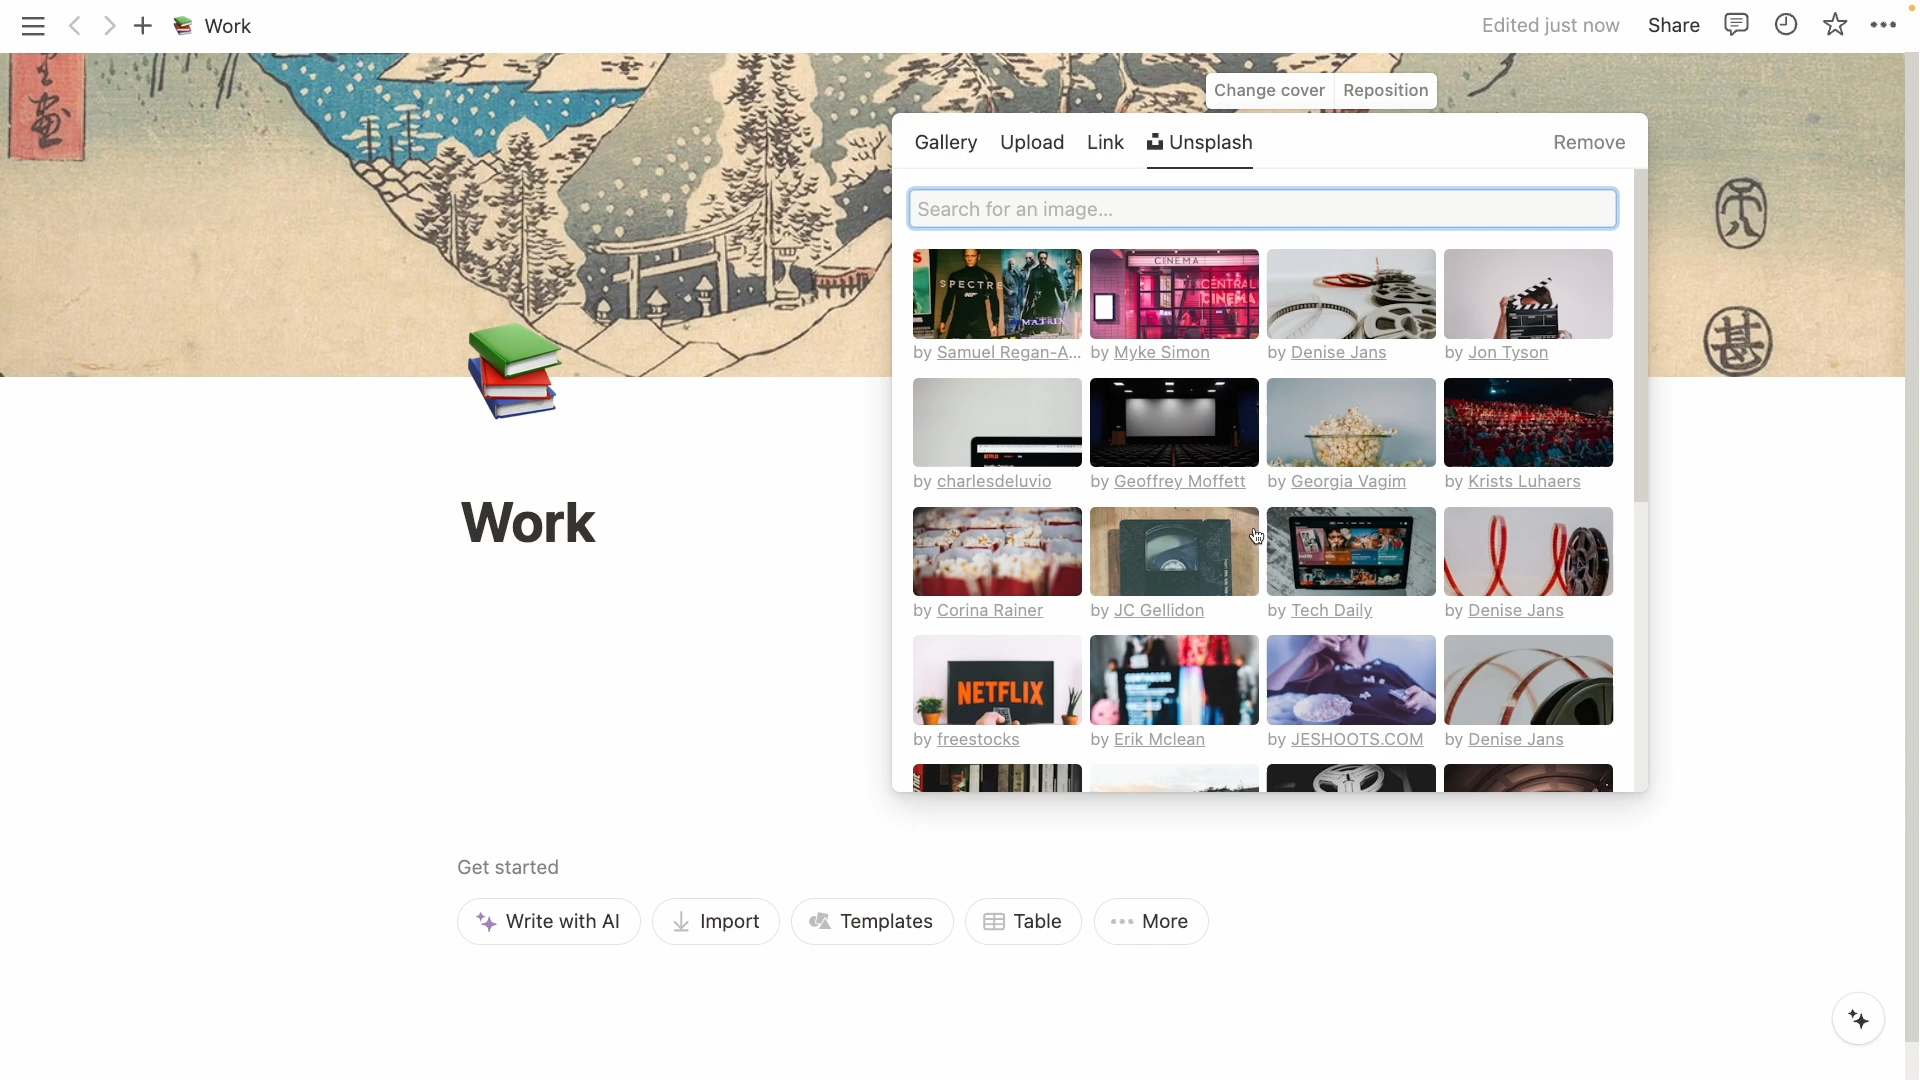 Work
Edited just now
Share
画
Change cover
Reposition
Gallery
Upload
Link
Unsplash
Remove
Search for an image...
SPECTRE
MATRIX
CINEMA
CENTRAL
CINEMA
by Samuel Regan-A...
by Myke Simon
by Denise Jans
by Jon Tyson
NETFLIX
by charlesdeluvio
by Geoffrey Moffett
by Georgia Vagim
by Krists Luhaers
by Corina Rainer
by JC Gellidon
by Tech Daily
by Denise Jans
NETFLIX
by freestocks
by Erik Mclean
by JESHOOTS.COM
by Denise Jans
甚
Work
Get started
Write with AI
Import
Templates
Table
More